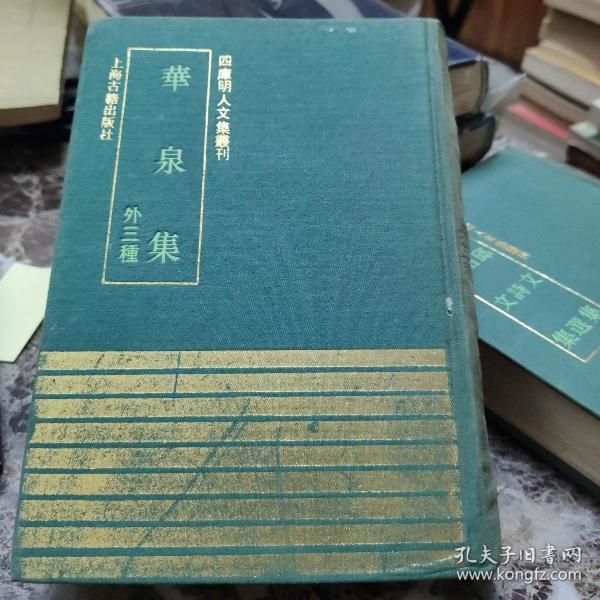 四庫明人文集叢刊
華泉集
外三種
上海古籍出版社
文詩選集
文集
孔夫子旧书网
www.kongfz.com